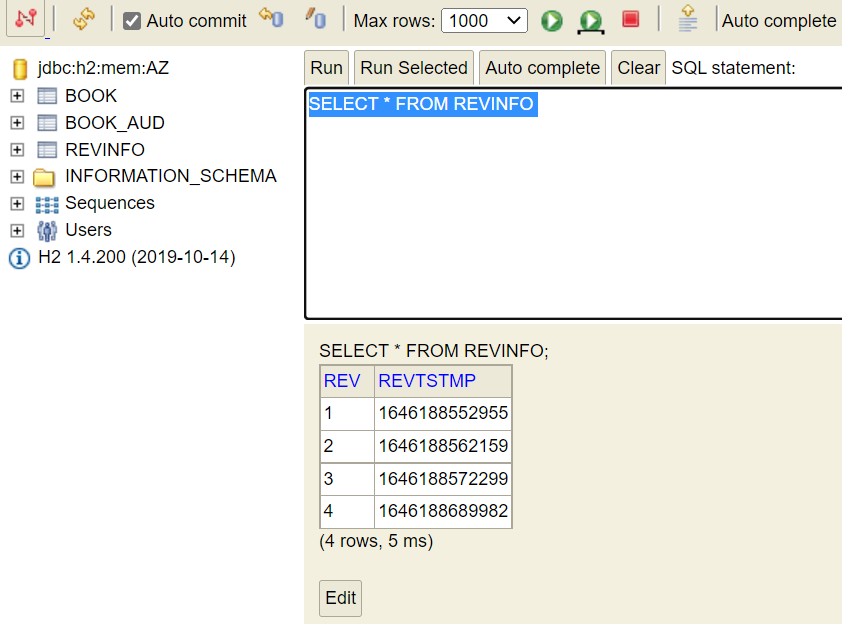 Auto commit Max rows: 1000 Auto complete
jdbc:h2:mem:AZ
BOOK
BOOK_AUD
REVINFO
INFORMATION_SCHEMA
Sequences
Users
H2 1.4.200 (2019-10-14)
Run Run Selected Auto complete Clear SQL statement:
SELECT * FROM REVINFO
SELECT * FROM REVINFO;
REV REVTSTMP
1 1646188552955
2 1646188562159
3 1646188572299
4 1646188689982
(4 rows, 5 ms)
Edit